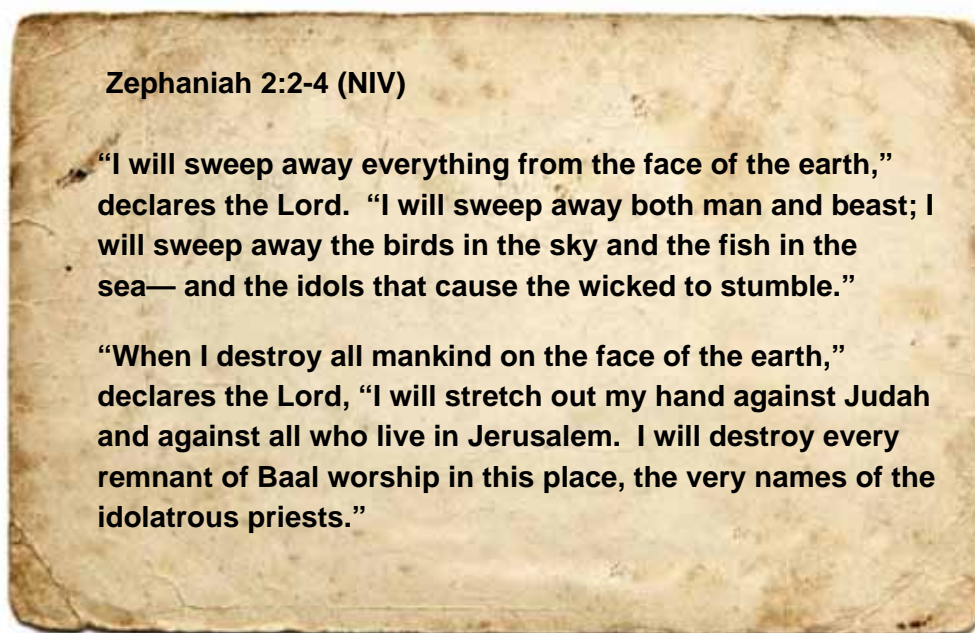 Zephaniah 2:2-4 (NIV)
“I will sweep away everything from the face of the earth,”
declares the Lord.  “I will sweep away both man and beast; I
will sweep away the birds in the sky and the fish in the
sea— and the idols that cause the wicked to stumble.”
“When I destroy all mankind on the face of the earth,”
declares the Lord, “I will stretch out my hand against Judah
and against all who live in Jerusalem.  I will destroy every
remnant of Baal worship in this place, the very names of the
idolatrous priests.”